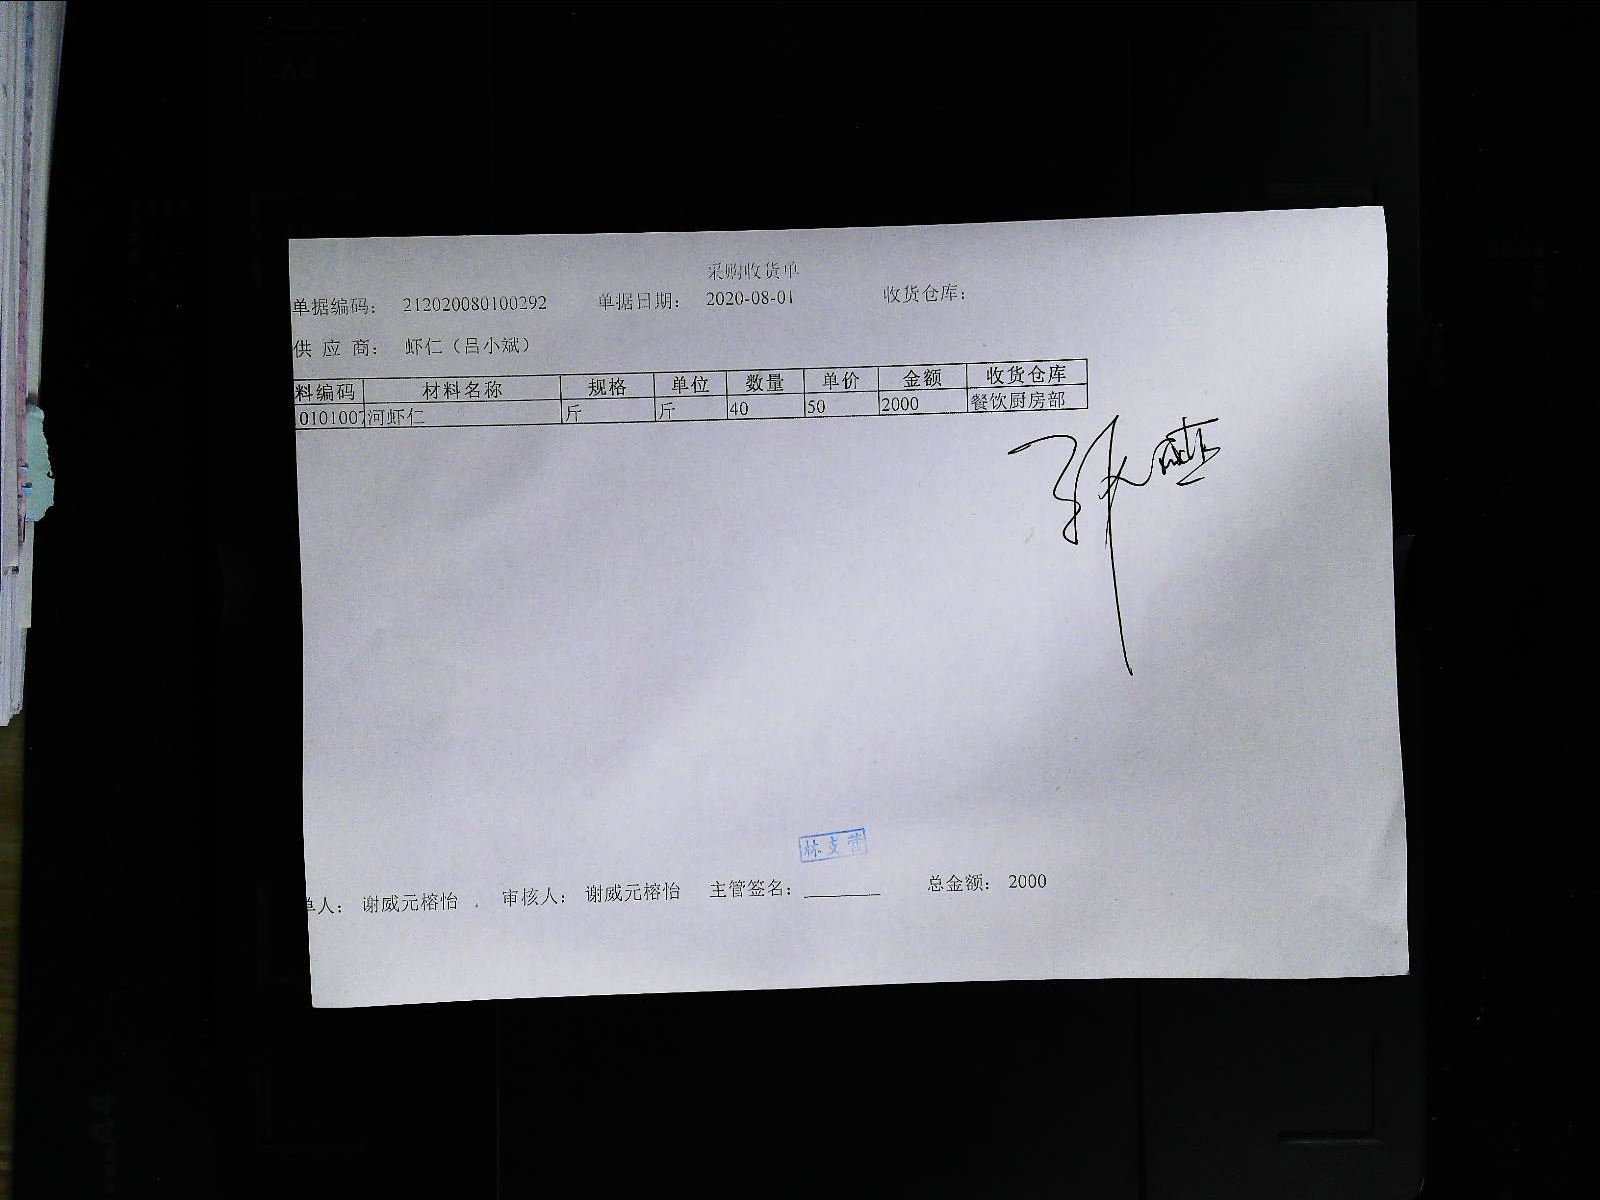 采购收货单
单据编码： 212020080100292 单据日期： 2020-08-01 收货仓库：
供 应 商： 虾仁（吕小斌）
料编码 材料名称 规格 单位 数量 单价 金额 收货仓库
0101007 河虾仁 斤 斤 40 50 2000 餐饮厨房部
林支营
单人： 谢威元榕怡 审核人： 谢威元榕怡 主管签名：________ 总金额： 2000